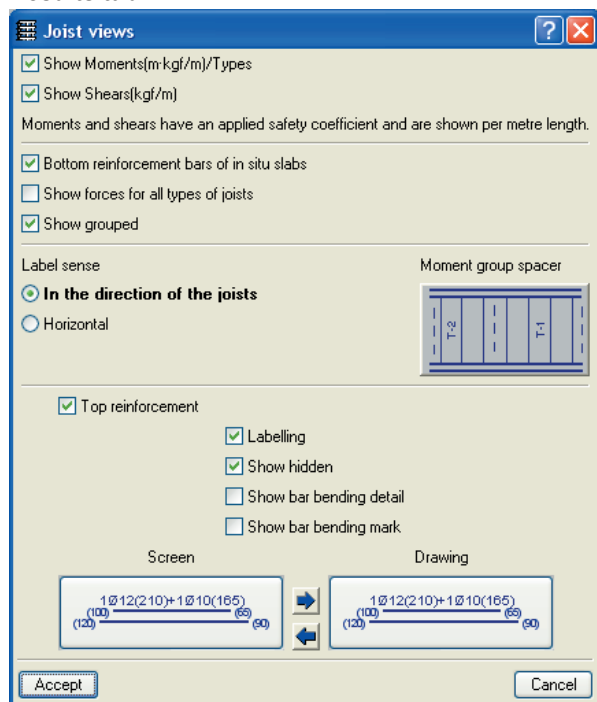 Joist views
Show Moments(m·kgf/m)/Types
Show Shears(kgf/m)
Moments and shears have an applied safety coefficient and are shown per metre length.
Bottom reinforcement bars of in situ slabs
Show forces for all types of joists
Show grouped
Label sense
Moment group spacer
In the direction of the joists
Horizontal
T-2
T-1
Top reinforcement
Labelling
Show hidden
Show bar bending detail
Show bar bending mark
Screen
Drawing
1Ø12(210)+1Ø10(165)
(100) (65)
(120) (90)
1Ø12(210)+1Ø10(165)
(100) (65)
(120) (90)
Accept
Cancel